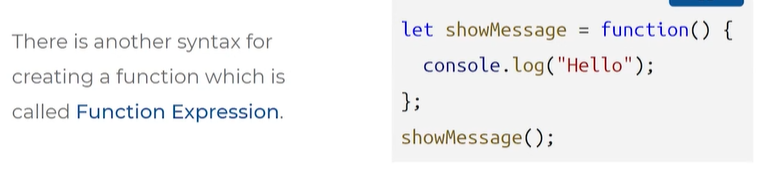 There is another syntax for
creating a function which is
called Function Expression.
let showMessage = function() {
  console.log("Hello");
};
showMessage();